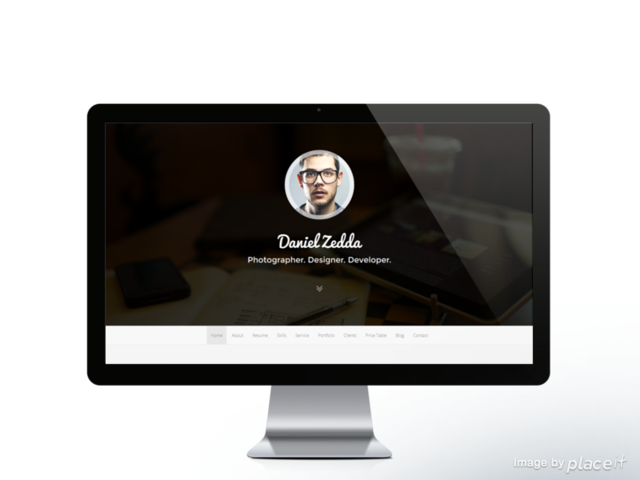 Daniel Zedda
Photographer. Designer. Developer.
Home About Resume Skills Service Portfolio Clients Price Table Blog Contact
Image by placeit